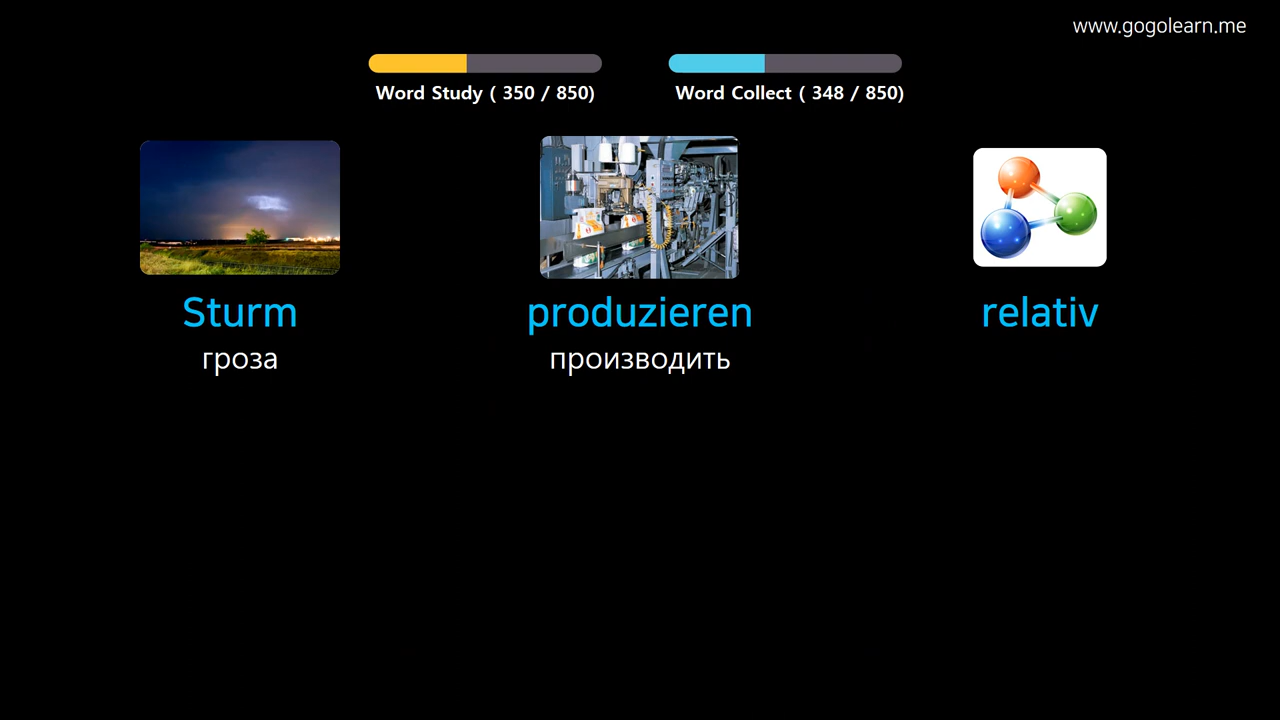 www.gogolearn.me
Word Study ( 350 / 850)
Word Collect ( 348 / 850)
Sturm
гроза
produzieren
производить
relativ